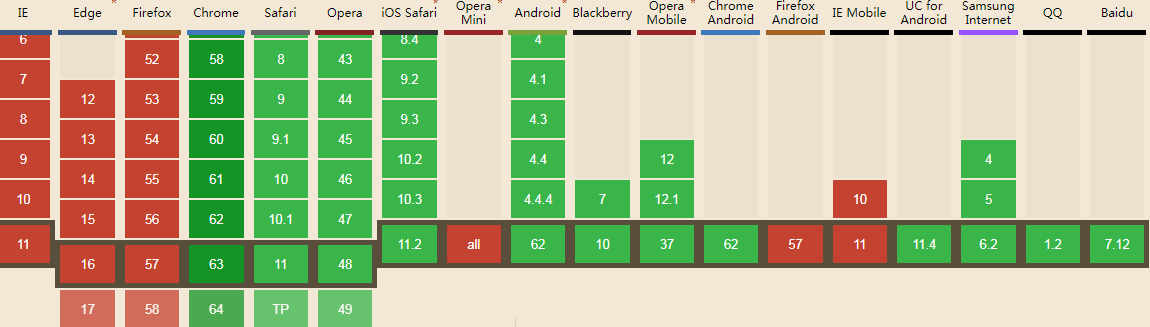 IE Edge * Firefox Chrome Safari Opera iOS Safari * Opera Mini * Android * Blackberry Opera Mobile * Chrome Android Firefox Android IE Mobile UC for Android Samsung Internet QQ Baidu
6 8.4 4
52 58 8 43
7 9.2 4.1
12 53 59 9 44
8 9.3 4.3
13 54 60 9.1 45
9 10.2 4.4 12 4
14 55 61 10 46
10 10.3 4.4.4 7 12.1 10 5
15 56 62 10.1 47
11 11.2 all 62 10 37 62 57 11 11.4 6.2 1.2 7.12
16 57 63 11 48
17 58 64 TP 49